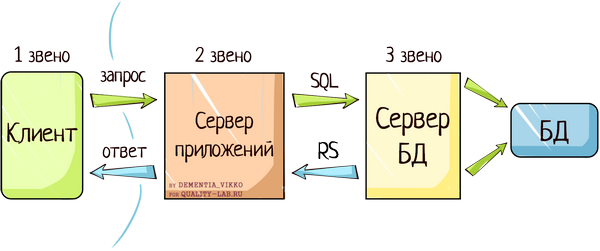 1 звено
2 звено
3 звено
запрос
SQL
Клиент
Сервер
приложений
Сервер
БД
БД
ответ
RS
BY DEMENTIA_VIKKO
FOR QUALITY-LAB.RU